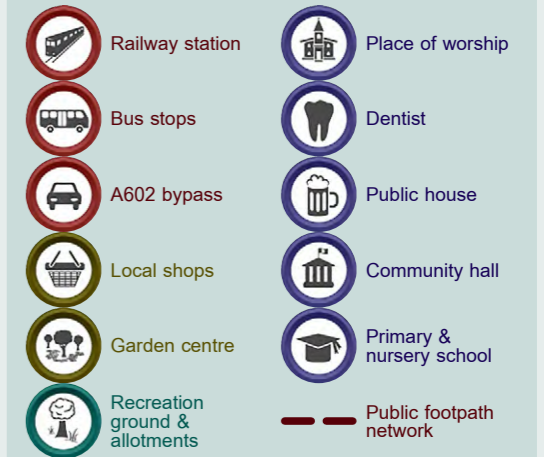 Railway station
Bus stops
A602 bypass
Local shops
Garden centre
Recreation
ground &
allotments
Place of worship
Dentist
Public house
Community hall
Primary &
nursery school
Public footpath
network